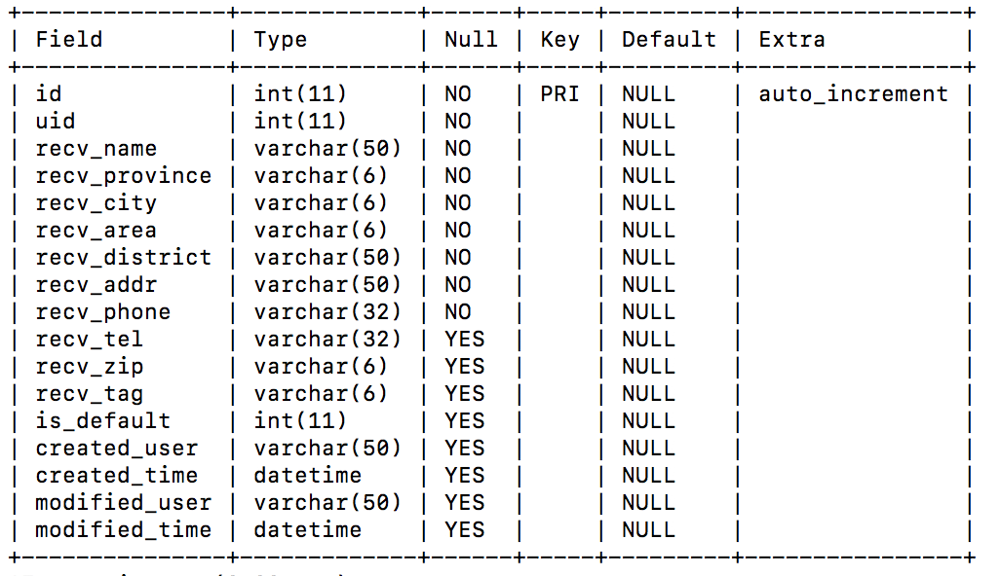 +----------------+--------------+------+-----+---------+----------------+
| Field          | Type         | Null | Key | Default | Extra          |
+----------------+--------------+------+-----+---------+----------------+
| id             | int(11)      | NO   | PRI | NULL    | auto_increment |
| uid            | int(11)      | NO   |     | NULL    |                |
| recv_name      | varchar(50)  | NO   |     | NULL    |                |
| recv_province  | varchar(6)   | NO   |     | NULL    |                |
| recv_city      | varchar(6)   | NO   |     | NULL    |                |
| recv_area      | varchar(6)   | NO   |     | NULL    |                |
| recv_district  | varchar(50)  | NO   |     | NULL    |                |
| recv_addr      | varchar(50)  | NO   |     | NULL    |                |
| recv_phone     | varchar(32)  | NO   |     | NULL    |                |
| recv_tel       | varchar(32)  | YES  |     | NULL    |                |
| recv_zip       | varchar(6)   | YES  |     | NULL    |                |
| recv_tag       | varchar(6)   | YES  |     | NULL    |                |
| is_default     | int(11)      | YES  |     | NULL    |                |
| created_user   | varchar(50)  | YES  |     | NULL    |                |
| created_time   | datetime     | YES  |     | NULL    |                |
| modified_user  | varchar(50)  | YES  |     | NULL    |                |
| modified_time  | datetime     | YES  |     | NULL    |                |
+----------------+--------------+------+-----+---------+----------------+